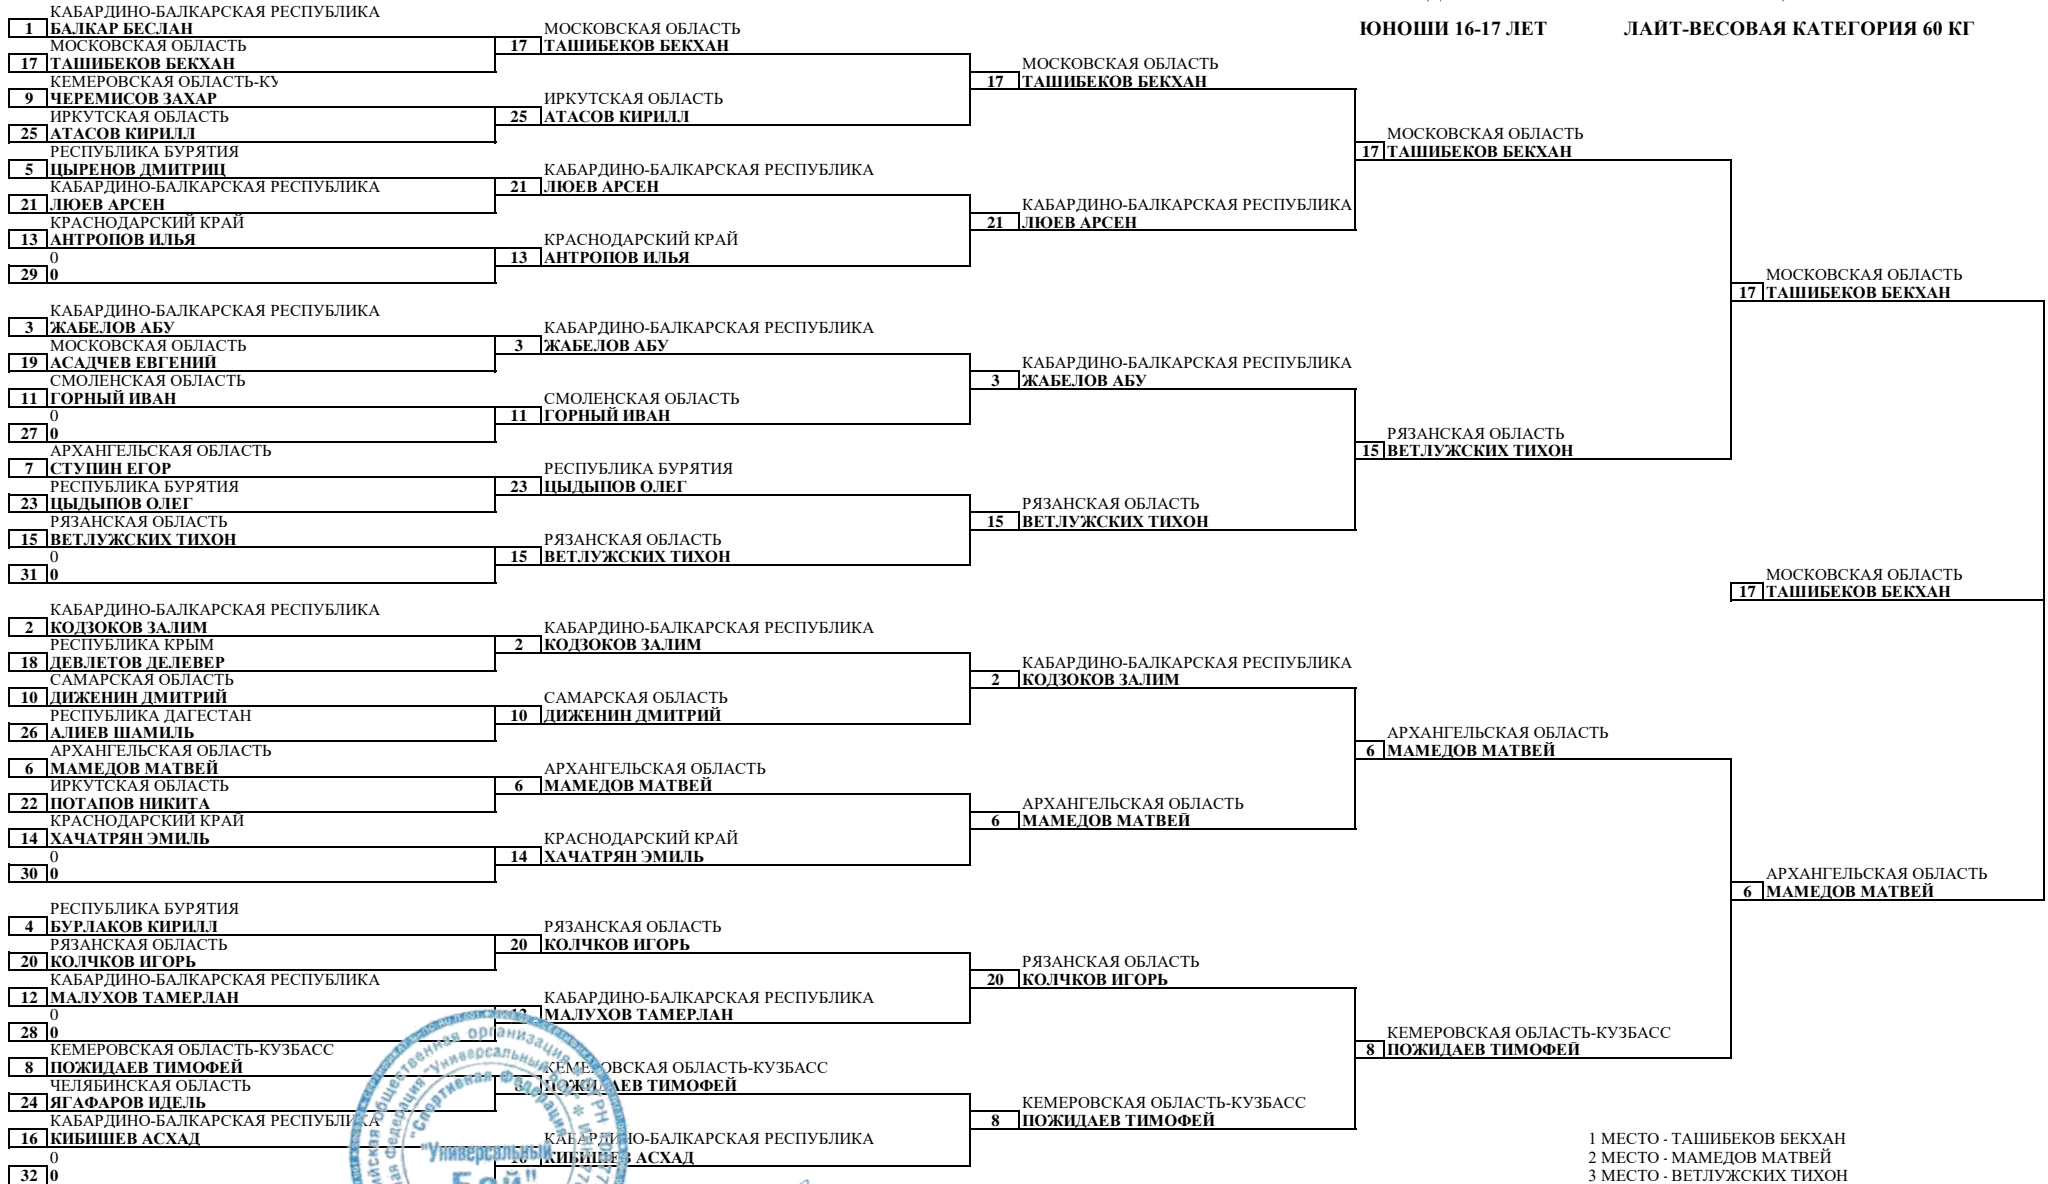 ЮНОШИ 16-17 ЛЕТ ЛАЙТ-ВЕСОВАЯ КАТЕГОРИЯ 60 КГ
КАБАРДИНО-БАЛКАРСКАЯ РЕСПУБЛИКА
1 БАЛКАР БЕСЛАН
МОСКОВСКАЯ ОБЛАСТЬ
17 ТАШИБЕКОВ БЕКХАН
КЕМЕРОВСКАЯ ОБЛАСТЬ-КУ
9 ЧЕРЕМИСОВ ЗАХАР
ИРКУТСКАЯ ОБЛАСТЬ
25 АТАСОВ КИРИЛЛ
РЕСПУБЛИКА БУРЯТИЯ
5 ЦЫРЕНОВ ДМИТРИЦ
КАБАРДИНО-БАЛКАРСКАЯ РЕСПУБЛИКА
21 ЛЮЕВ АРСЕН
КРАСНОДАРСКИЙ КРАЙ
13 АНТРОПОВ ИЛЬЯ
0
29 0
КАБАРДИНО-БАЛКАРСКАЯ РЕСПУБЛИКА
3 ЖАБЕЛОВ АБУ
МОСКОВСКАЯ ОБЛАСТЬ
19 АСАДЧЕВ ЕВГЕНИЙ
СМОЛЕНСКАЯ ОБЛАСТЬ
11 ГОРНЫЙ ИВАН
0
27 0
АРХАНГЕЛЬСКАЯ ОБЛАСТЬ
7 СТУПИН ЕГОР
РЕСПУБЛИКА БУРЯТИЯ
23 ЦЫДЫПОВ ОЛЕГ
РЯЗАНСКАЯ ОБЛАСТЬ
15 ВЕТЛУЖСКИХ ТИХОН
0
31 0
КАБАРДИНО-БАЛКАРСКАЯ РЕСПУБЛИКА
2 КОДЗОКОВ ЗАЛИМ
РЕСПУБЛИКА КРЫМ
18 ДЕВЛЕТОВ ДЕЛЕВЕР
САМАРСКАЯ ОБЛАСТЬ
10 ДИЖЕНИН ДМИТРИЙ
РЕСПУБЛИКА ДАГЕСТАН
26 АЛИЕВ ШАМИЛЬ
АРХАНГЕЛЬСКАЯ ОБЛАСТЬ
6 МАМЕДОВ МАТВЕЙ
ИРКУТСКАЯ ОБЛАСТЬ
22 ПОТАПОВ НИКИТА
КРАСНОДАРСКИЙ КРАЙ
14 ХАЧАТРЯН ЭМИЛЬ
0
30 0
РЕСПУБЛИКА БУРЯТИЯ
4 БУРЛАКОВ КИРИЛЛ
РЯЗАНСКАЯ ОБЛАСТЬ
20 КОЛЧКОВ ИГОРЬ
КАБАРДИНО-БАЛКАРСКАЯ РЕСПУБЛИКА
12 МАЛУХОВ ТАМЕРЛАН
0
28 0
КЕМЕРОВСКАЯ ОБЛАСТЬ-КУЗБАСС
8 ПОЖИДАЕВ ТИМОФЕЙ
ЧЕЛЯБИНСКАЯ ОБЛАСТЬ
24 ЯГАФАРОВ ИДЕЛЬ
КАБАРДИНО-БАЛКАРСКАЯ РЕСПУБЛИКА
16 КИБИШЕВ АСХАД
0
32 0
МОСКОВСКАЯ ОБЛАСТЬ
17 ТАШИБЕКОВ БЕКХАН
ИРКУТСКАЯ ОБЛАСТЬ
25 АТАСОВ КИРИЛЛ
КАБАРДИНО-БАЛКАРСКАЯ РЕСПУБЛИКА
21 ЛЮЕВ АРСЕН
КРАСНОДАРСКИЙ КРАЙ
13 АНТРОПОВ ИЛЬЯ
КАБАРДИНО-БАЛКАРСКАЯ РЕСПУБЛИКА
3 ЖАБЕЛОВ АБУ
СМОЛЕНСКАЯ ОБЛАСТЬ
11 ГОРНЫЙ ИВАН
РЕСПУБЛИКА БУРЯТИЯ
23 ЦЫДЫПОВ ОЛЕГ
РЯЗАНСКАЯ ОБЛАСТЬ
15 ВЕТЛУЖСКИХ ТИХОН
КАБАРДИНО-БАЛКАРСКАЯ РЕСПУБЛИКА
2 КОДЗОКОВ ЗАЛИМ
САМАРСКАЯ ОБЛАСТЬ
10 ДИЖЕНИН ДМИТРИЙ
АРХАНГЕЛЬСКАЯ ОБЛАСТЬ
6 МАМЕДОВ МАТВЕЙ
КРАСНОДАРСКИЙ КРАЙ
14 ХАЧАТРЯН ЭМИЛЬ
РЯЗАНСКАЯ ОБЛАСТЬ
20 КОЛЧКОВ ИГОРЬ
КАБАРДИНО-БАЛКАРСКАЯ РЕСПУБЛИКА
МАЛУХОВ ТАМЕРЛАН
КЕМЕРОВСКАЯ ОБЛАСТЬ-КУЗБАСС
ПОЖИДАЕВ ТИМОФЕЙ
КАБАРДИНО-БАЛКАРСКАЯ РЕСПУБЛИКА
КИБИШЕВ АСХАД
МОСКОВСКАЯ ОБЛАСТЬ
17 ТАШИБЕКОВ БЕКХАН
КАБАРДИНО-БАЛКАРСКАЯ РЕСПУБЛИКА
21 ЛЮЕВ АРСЕН
КАБАРДИНО-БАЛКАРСКАЯ РЕСПУБЛИКА
3 ЖАБЕЛОВ АБУ
РЯЗАНСКАЯ ОБЛАСТЬ
15 ВЕТЛУЖСКИХ ТИХОН
КАБАРДИНО-БАЛКАРСКАЯ РЕСПУБЛИКА
2 КОДЗОКОВ ЗАЛИМ
АРХАНГЕЛЬСКАЯ ОБЛАСТЬ
6 МАМЕДОВ МАТВЕЙ
РЯЗАНСКАЯ ОБЛАСТЬ
20 КОЛЧКОВ ИГОРЬ
КЕМЕРОВСКАЯ ОБЛАСТЬ-КУЗБАСС
8 ПОЖИДАЕВ ТИМОФЕЙ
МОСКОВСКАЯ ОБЛАСТЬ
17 ТАШИБЕКОВ БЕКХАН
РЯЗАНСКАЯ ОБЛАСТЬ
15 ВЕТЛУЖСКИХ ТИХОН
АРХАНГЕЛЬСКАЯ ОБЛАСТЬ
6 МАМЕДОВ МАТВЕЙ
КЕМЕРОВСКАЯ ОБЛАСТЬ-КУЗБАСС
8 ПОЖИДАЕВ ТИМОФЕЙ
МОСКОВСКАЯ ОБЛАСТЬ
17 ТАШИБЕКОВ БЕКХАН
МОСКОВСКАЯ ОБЛАСТЬ
17 ТАШИБЕКОВ БЕКХАН
АРХАНГЕЛЬСКАЯ ОБЛАСТЬ
6 МАМЕДОВ МАТВЕЙ
1 МЕСТО - ТАШИБЕКОВ БЕКХАН
2 МЕСТО - МАМЕДОВ МАТВЕЙ
3 МЕСТО - ВЕТЛУЖСКИХ ТИХОН
общественная организация
"Спортивная Федерация
"Универсальный
Бой"